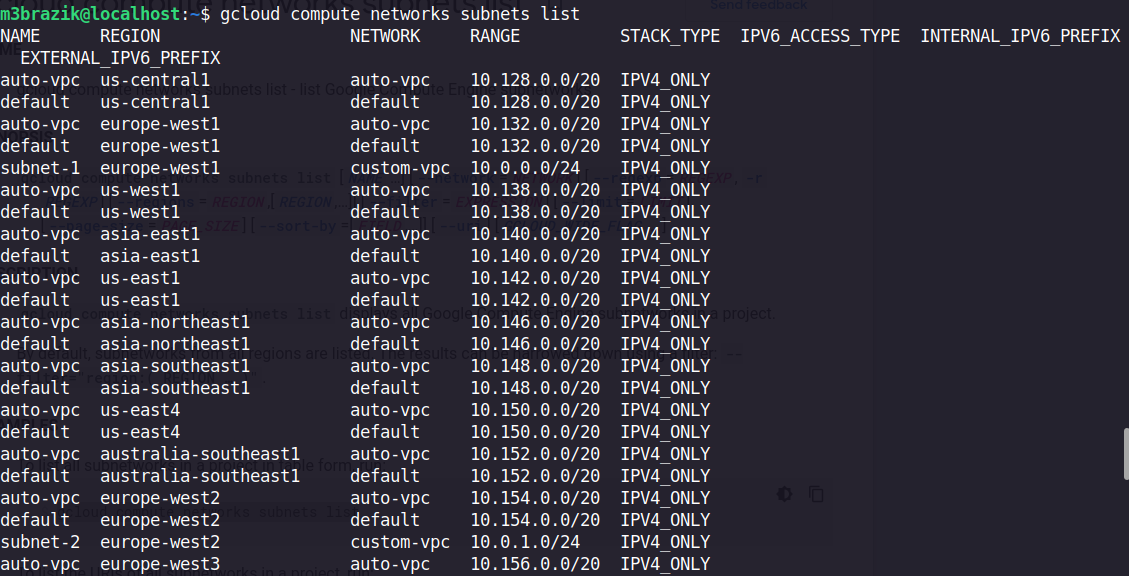 m3brazik@localhost:~$ gcloud compute networks subnets list
NAME REGION NETWORK RANGE STACK_TYPE IPV6_ACCESS_TYPE INTERNAL_IPV6_PREFIX
EXTERNAL_IPV6_PREFIX
auto-vpc us-central1 auto-vpc 10.128.0.0/20 IPV4_ONLY
default us-central1 default 10.128.0.0/20 IPV4_ONLY
auto-vpc europe-west1 auto-vpc 10.132.0.0/20 IPV4_ONLY
default europe-west1 default 10.132.0.0/20 IPV4_ONLY
subnet-1 europe-west1 custom-vpc 10.0.0.0/24 IPV4_ONLY
auto-vpc us-west1 auto-vpc 10.138.0.0/20 IPV4_ONLY
default us-west1 default 10.138.0.0/20 IPV4_ONLY
auto-vpc asia-east1 auto-vpc 10.140.0.0/20 IPV4_ONLY
default asia-east1 default 10.140.0.0/20 IPV4_ONLY
auto-vpc us-east1 auto-vpc 10.142.0.0/20 IPV4_ONLY
default us-east1 default 10.142.0.0/20 IPV4_ONLY
auto-vpc asia-northeast1 auto-vpc 10.146.0.0/20 IPV4_ONLY
default asia-northeast1 default 10.146.0.0/20 IPV4_ONLY
auto-vpc asia-southeast1 auto-vpc 10.148.0.0/20 IPV4_ONLY
default asia-southeast1 default 10.148.0.0/20 IPV4_ONLY
auto-vpc us-east4 auto-vpc 10.150.0.0/20 IPV4_ONLY
default us-east4 default 10.150.0.0/20 IPV4_ONLY
auto-vpc australia-southeast1 auto-vpc 10.152.0.0/20 IPV4_ONLY
default australia-southeast1 default 10.152.0.0/20 IPV4_ONLY
auto-vpc europe-west2 auto-vpc 10.154.0.0/20 IPV4_ONLY
default europe-west2 default 10.154.0.0/20 IPV4_ONLY
subnet-2 europe-west2 custom-vpc 10.0.1.0/24 IPV4_ONLY
auto-vpc europe-west3 auto-vpc 10.156.0.0/20 IPV4_ONLY
Send feedback